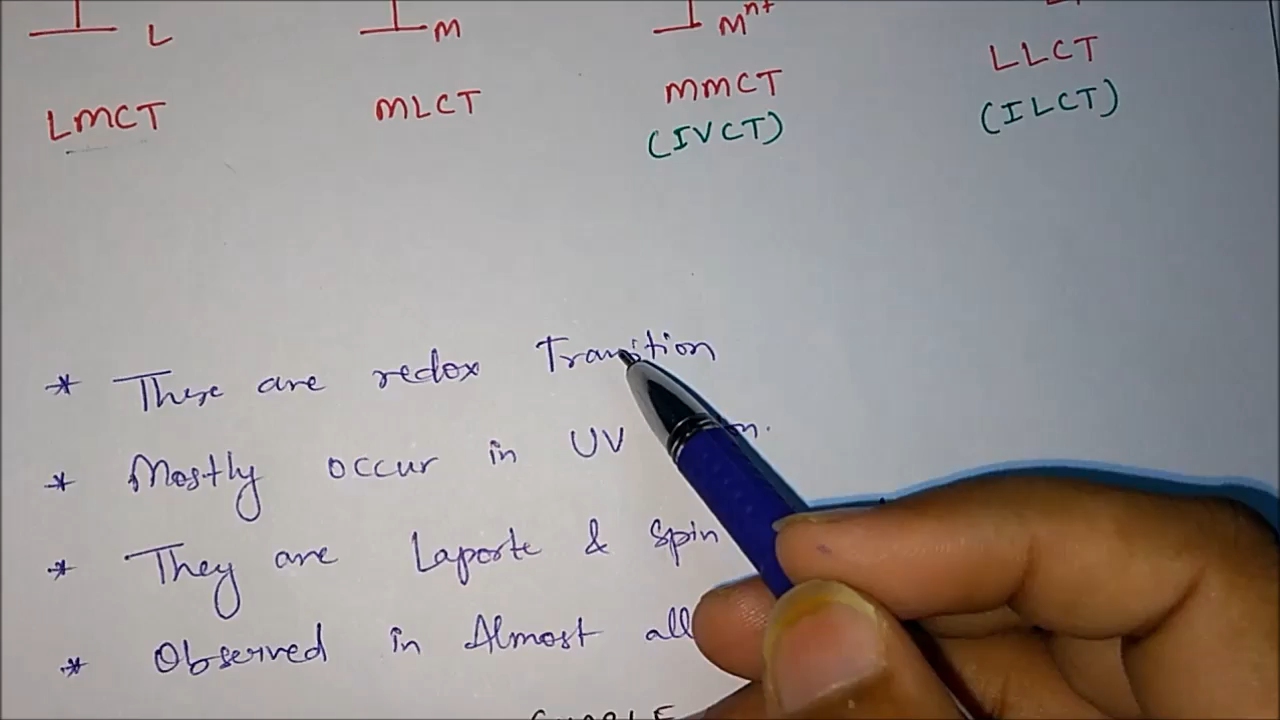 L M Mⁿ⁺
LMCT MLCT MMCT LLCT
(IVCT) (ILCT)
* These are redox Transition
* Mostly occur in UV
* They are Laporte & Spin
* Observed in Almost all